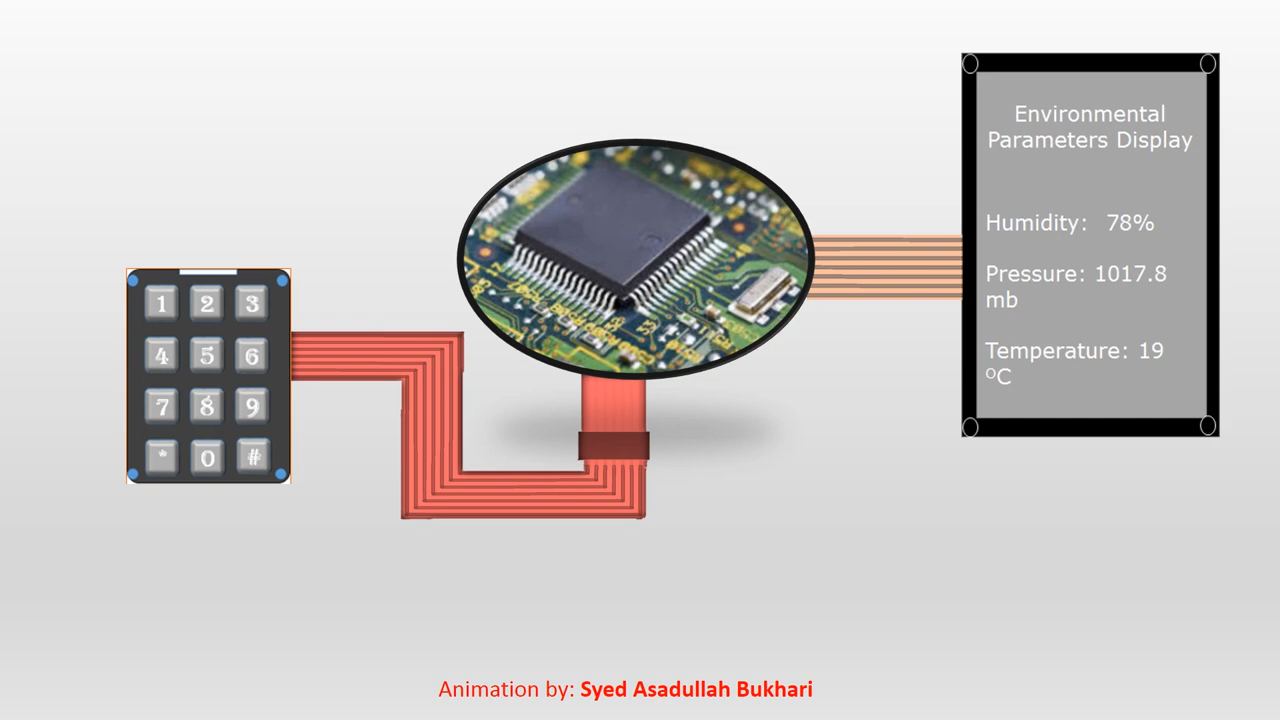 Environmental
Parameters Display
Humidity: 78%
Pressure: 1017.8
mb
Temperature: 19
ºC
1 2 3
4 5 6
7 8 9
* 0 #
Animation by: Syed Asadullah Bukhari